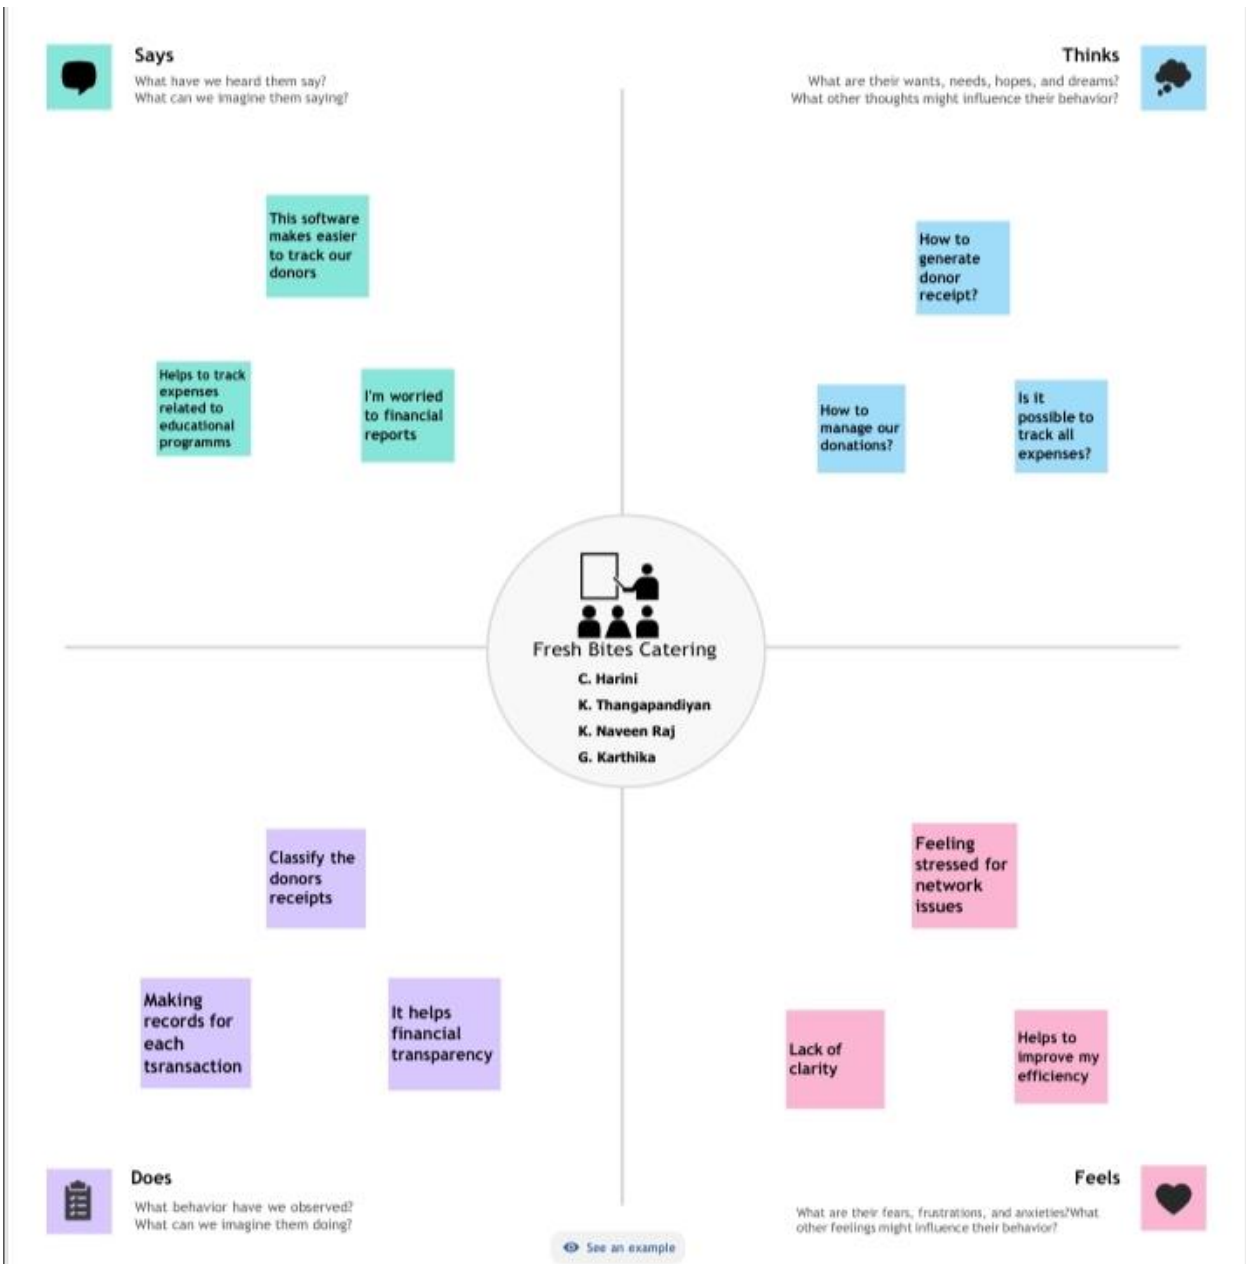 Says
What have we heard them say?
What can we imagine them saying?
Thinks
What are their wants, needs, hopes, and dreams?
What other thoughts might influence their behavior?
This software
makes easier
to track our
donors
Helps to track
expenses
related to
educational
programms
I'm worried
to financial
reports
How to
generate
donor
receipt?
How to
manage our
donations?
Is it
possible to
track all
expenses?
Fresh Bites Catering
C. Harini
K. Thangapandiyan
K. Naveen Raj
G. Karthika
Classify the
donors
receipts
Making
records for
each
tsransaction
It helps
financial
transparency
Feeling
stressed for
network
issues
Lack of
clarity
Helps to
improve my
efficiency
Does
What behavior have we observed?
What can we imagine them doing?
Feels
What are their fears, frustrations, and anxieties?What
other feelings might influence their behavior?
See an example